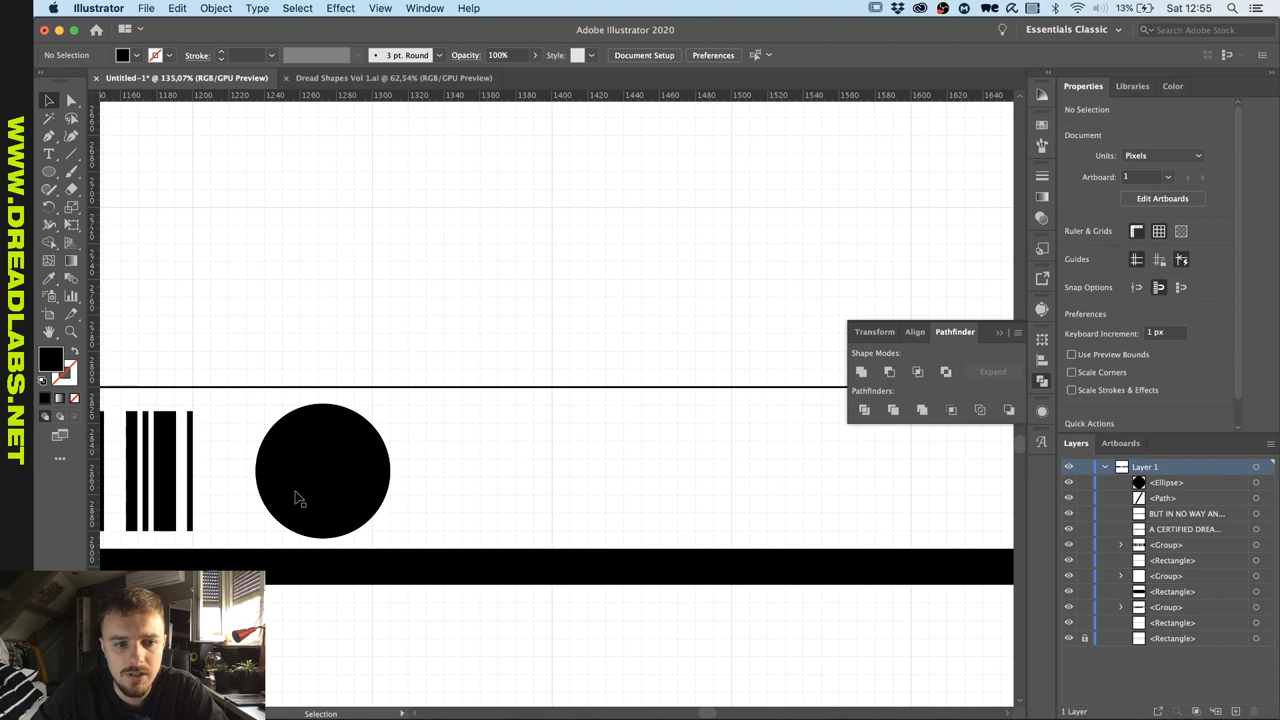 Illustrator File Edit Object Type Select Effect View Window Help 13% Sat 12:55
Adobe Illustrator 2020
Essentials Classic
Search Adobe Stock
No Selection Stroke: 3 pt. Round Opacity: 100% Style: Document Setup Preferences
Untitled-1* @ 135,07% (RGB/GPU Preview)
Dread Shapes Vol 1.ai @ 62,54% (RGB/GPU Preview)
1160 1180 1200 1220 1240 1260 1280 1300 1320 1340 1360 1380 1400 1420 1440 1460 1480 1500 1520 1540 1560 1580 1600 1620 1640
WWW.DREADLABS.NET
Properties Libraries Color
No Selection
Document
Units: Pixels
Artboard: 1
Edit Artboards
Ruler & Grids
Guides
Snap Options
Preferences
Keyboard Increment: 1 px
Use Preview Bounds
Scale Corners
Scale Strokes & Effects
Quick Actions
Transform Align Pathfinder
Shape Modes:
Expand
Pathfinders:
Layers Artboards
Layer 1
<Ellipse>
<Path>
BUT IN NO WAY AN...
A CERTIFIED DREA...
<Group>
<Rectangle>
<Group>
<Rectangle>
<Group>
<Rectangle>
<Rectangle>
1 Layer
Selection